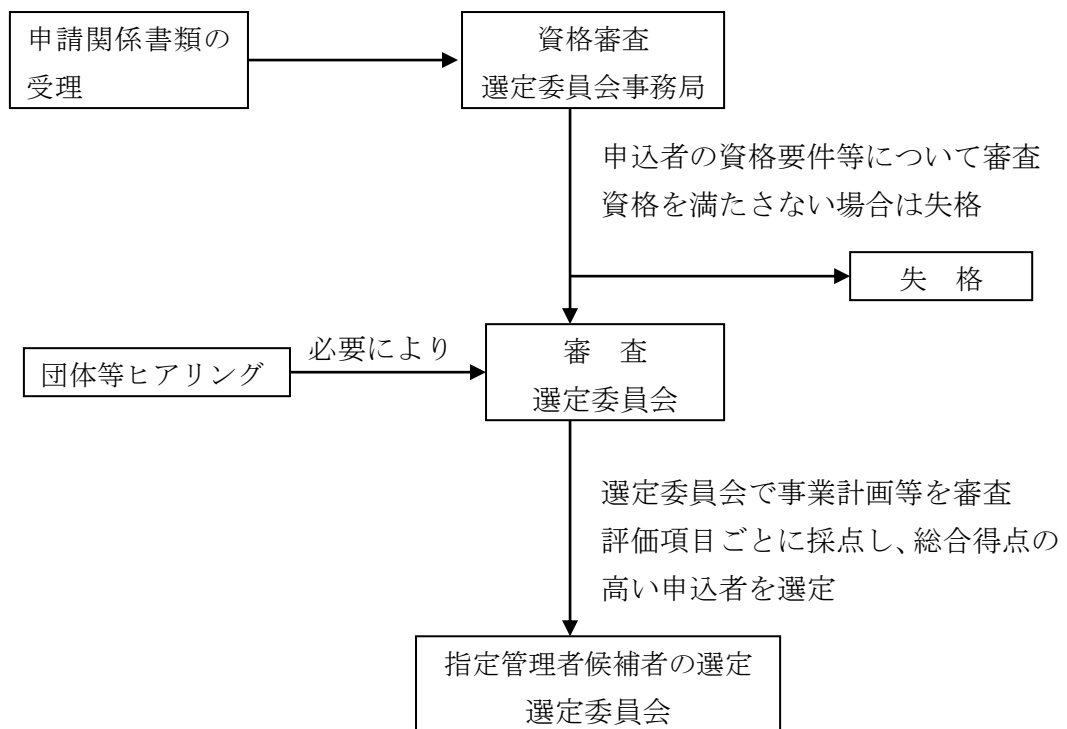 申請関係書類の
受理
資格審査
選定委員会事務局
申込者の資格要件等について審査
資格を満たさない場合は失格
失　格
団体等ヒアリング
必要により
審　査
選定委員会
選定委員会で事業計画等を審査
評価項目ごとに採点し、総合得点の
高い申込者を選定
指定管理者候補者の選定
選定委員会